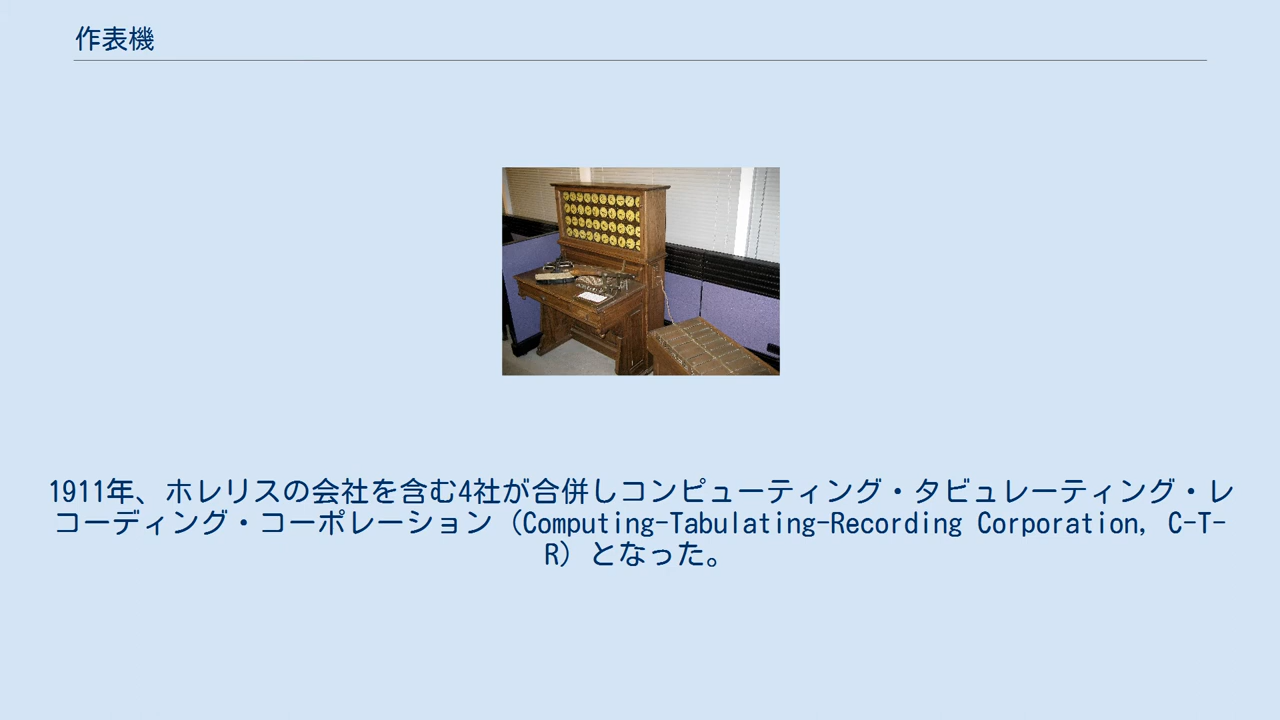 作表機
1911年、ホレリスの会社を含む4社が合併しコンピューティング・タビュレーティング・レ
コーディング・コーポレーション（Computing-Tabulating-Recording Corporation, C-T-
R）となった。